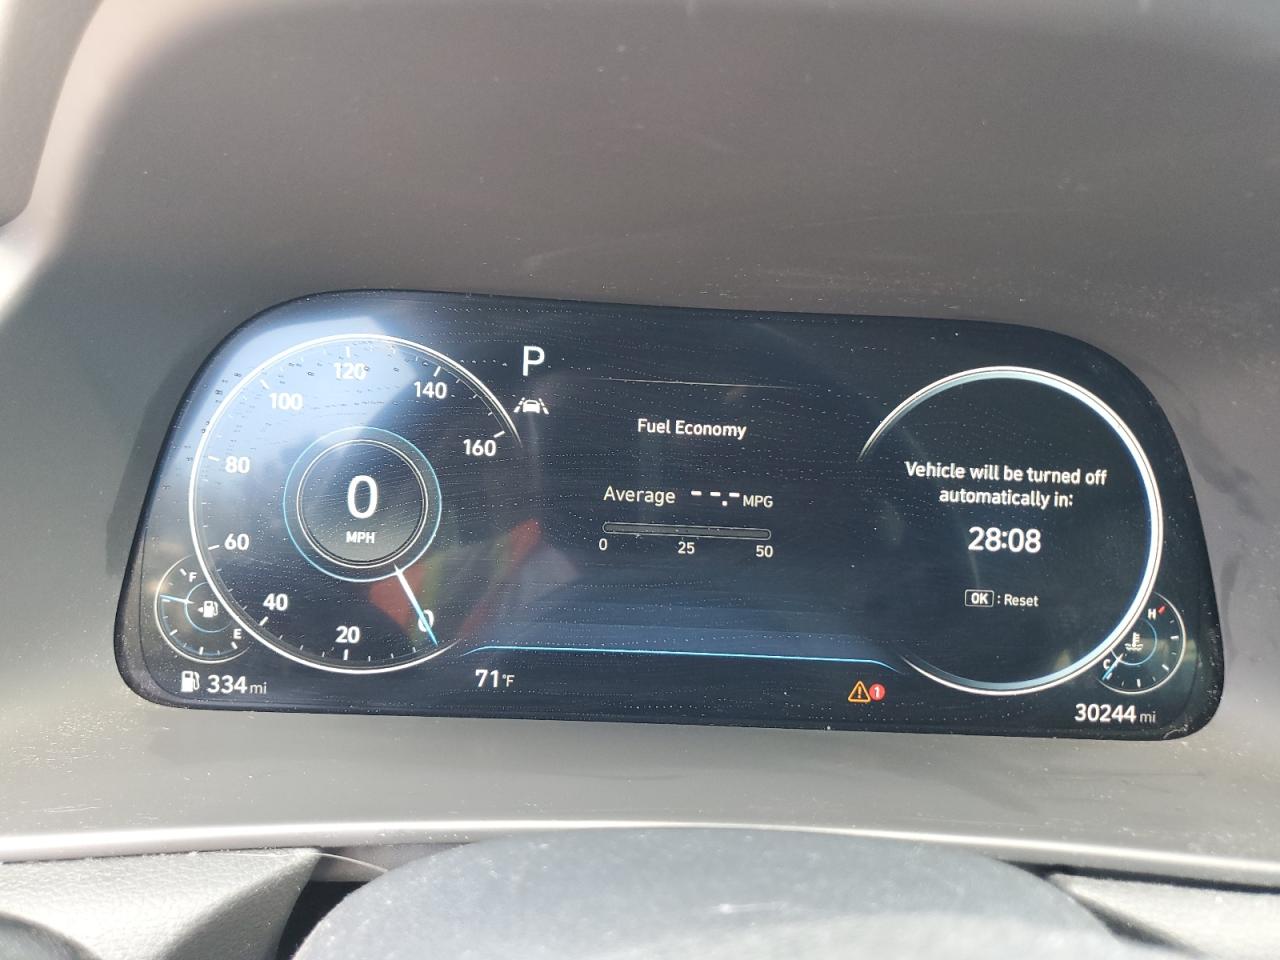 120
140
100
160
80
60
40
20
0
0
MPH
F
E
334 mi
P
Fuel Economy
Average --.- MPG
0 25 50
71°F
1
Vehicle will be turned off
automatically in:
28:08
OK : Reset
H
C
30244 mi